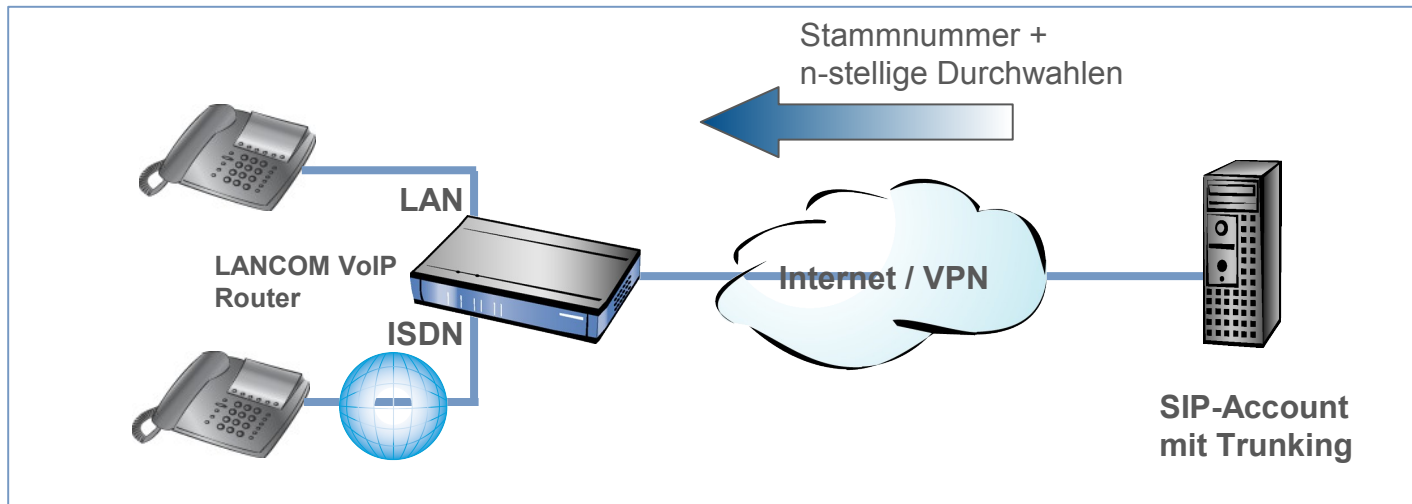 Stammnummer +
n-stellige Durchwahlen
LAN
LANCOM VoIP
Router
Internet / VPN
ISDN
SIP-Account
mit Trunking